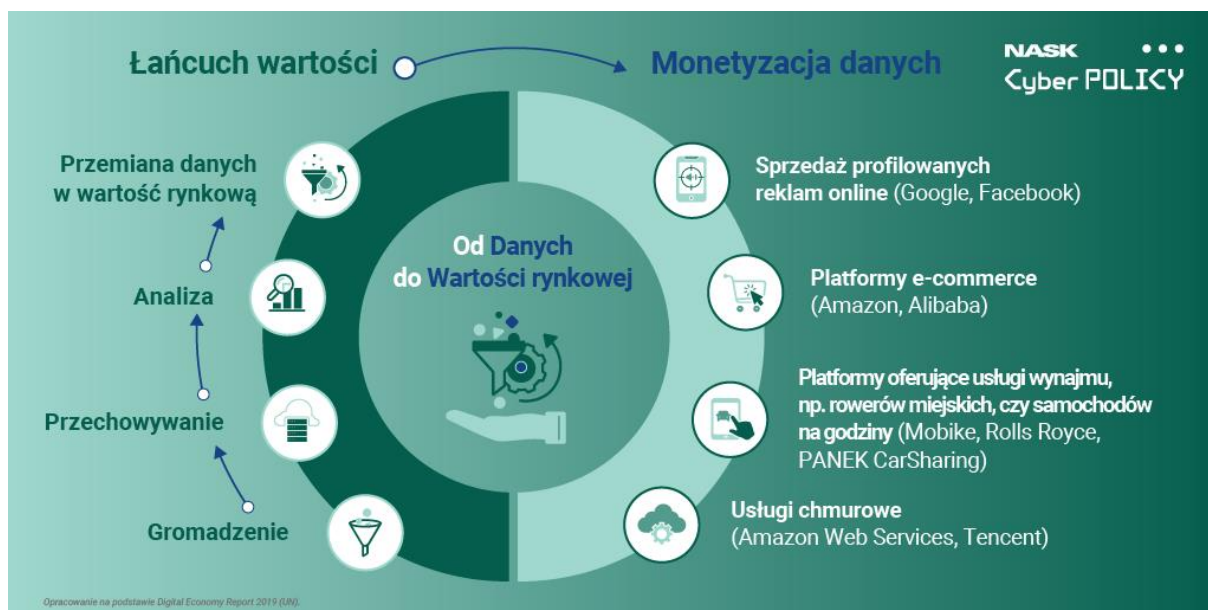 Łańcuch wartości
Monetyzacja danych
NASK
Cyber POLICY
Przemiana danych
w wartość rynkową
Analiza
Przechowywanie
Gromadzenie
Od Danych
do Wartości rynkowej
Sprzedaż profilowanych
reklam online (Google, Facebook)
Platformy e-commerce
(Amazon, Alibaba)
Platformy oferujące usługi wynajmu,
np. rowerów miejskich, czy samochodów
na godziny (Mobike, Rolls Royce,
PANEK CarSharing)
Usługi chmurowe
(Amazon Web Services, Tencent)
Opracowanie na podstawie Digital Economy Report 2019 (UN).